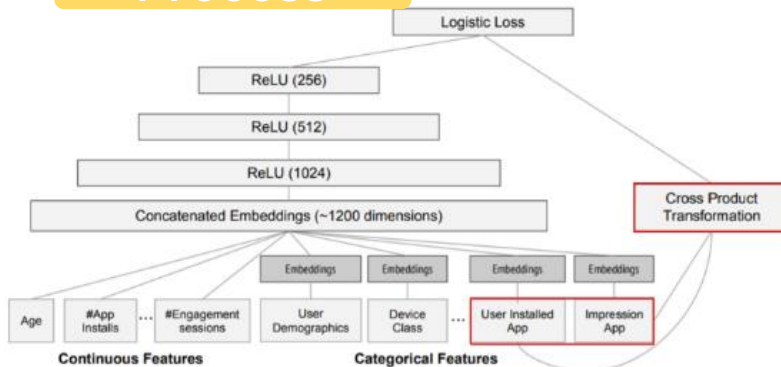 Logistic Loss
ReLU (256)
ReLU (512)
ReLU (1024)
Concatenated Embeddings (~1200 dimensions)
Cross Product
Transformation
Embeddings
Embeddings
Embeddings
Embeddings
Age
#App
Installs
...
#Engagement
sessions
User
Demographics
Device
Class
...
User Installed
App
Impression
App
Continuous Features
Categorical Features